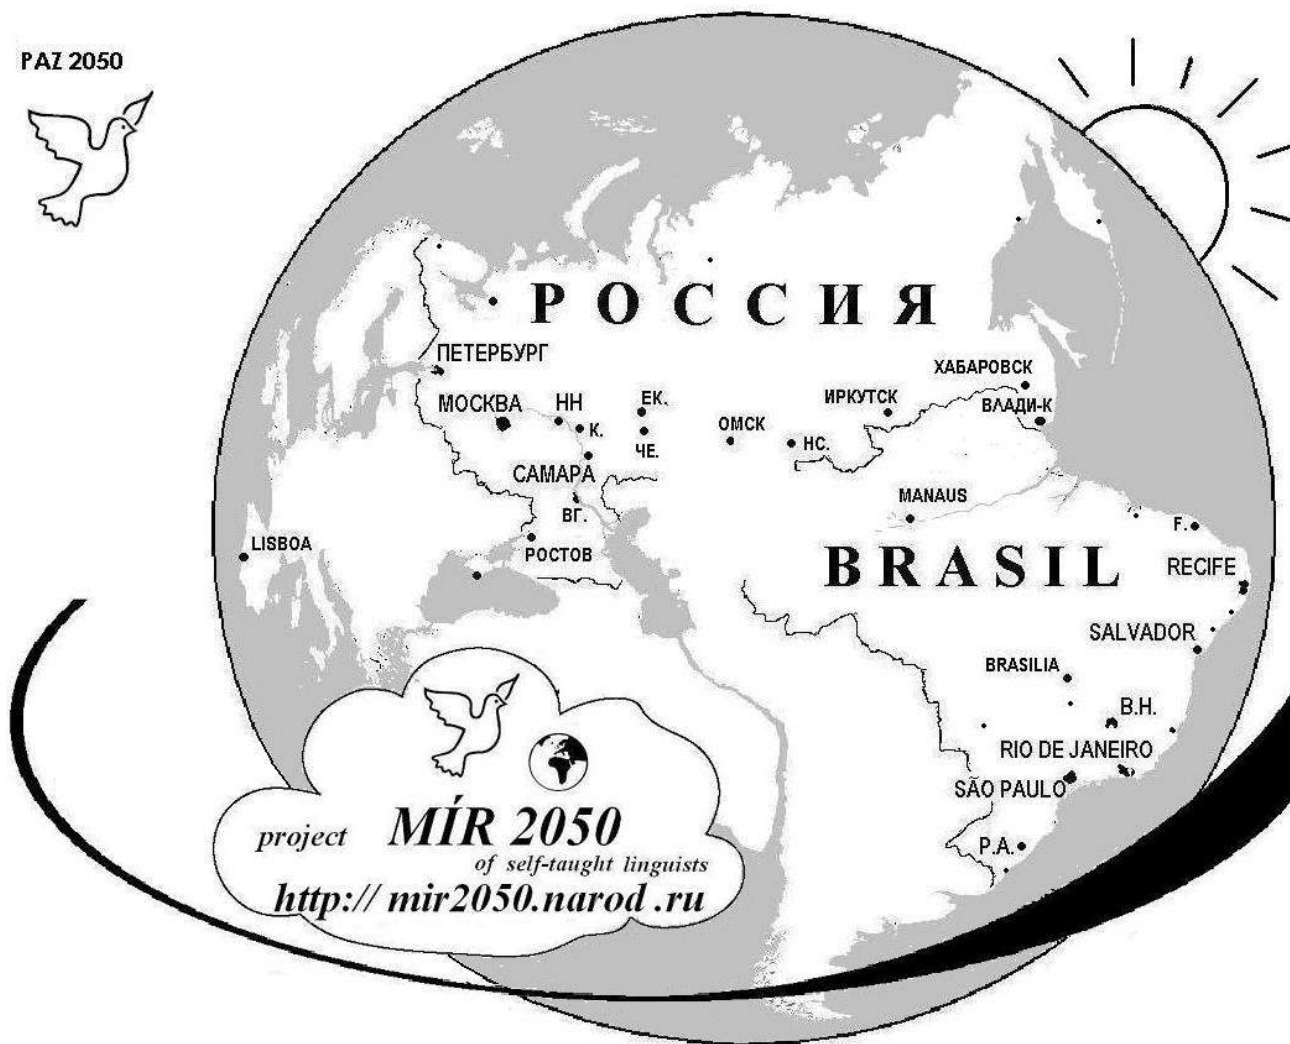 PAZ 2050
РОССИЯ
ПЕТЕРБУРГ
ХАБАРОВСК
МОСКВА
НН
ЕК.
ИРКУТСК
ВЛАДИ-К
К.
ЧЕ.
ОМСК
НС.
САМАРА
ВГ.
MANAUS
LISBOA
РОСТОВ
F.
BRASIL
RECIFE
SALVADOR
BRASILIA
B.H.
RIO DE JANEIRO
SÃO PAULO
P.A.
project MÍR 2050
of self-taught linguists
http:// mir2050.narod .ru